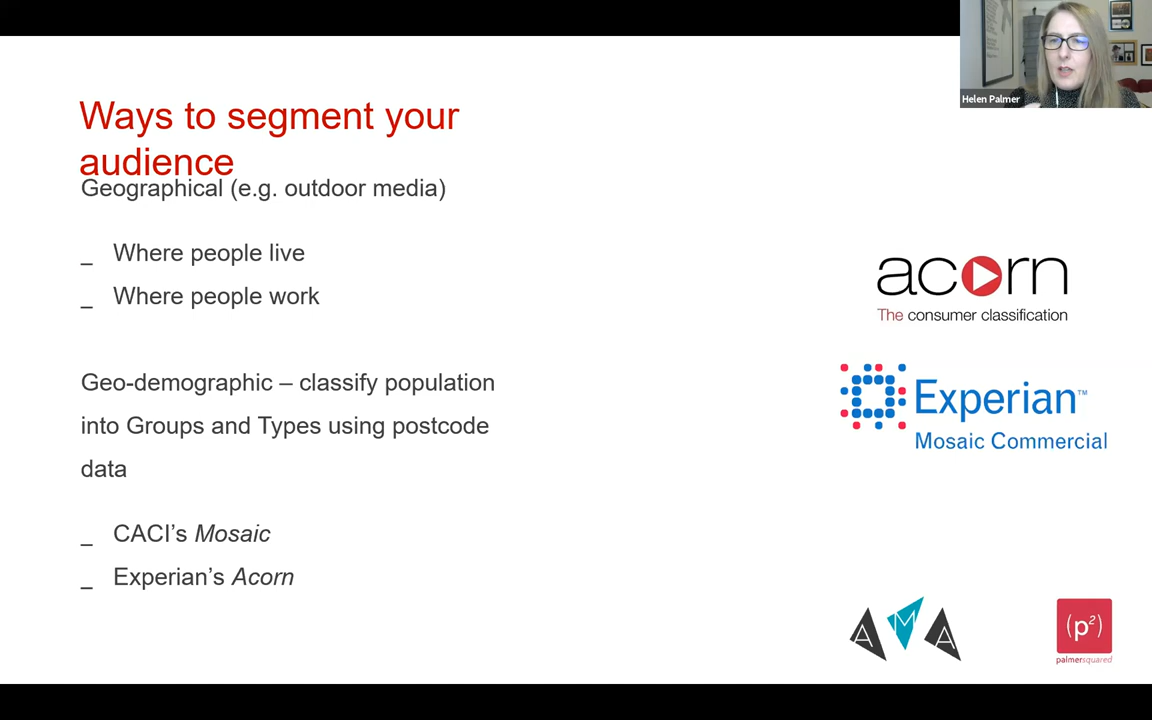 Helen Palmer
Ways to segment your
audience
Geographical (e.g. outdoor media)
_ Where people live
_ Where people work
Geo-demographic – classify population
into Groups and Types using postcode
data
_ CACI’s Mosaic
_ Experian’s Acorn
acorn
The consumer classification
Experian™
Mosaic Commercial
AMA
(p²)
palmersquared